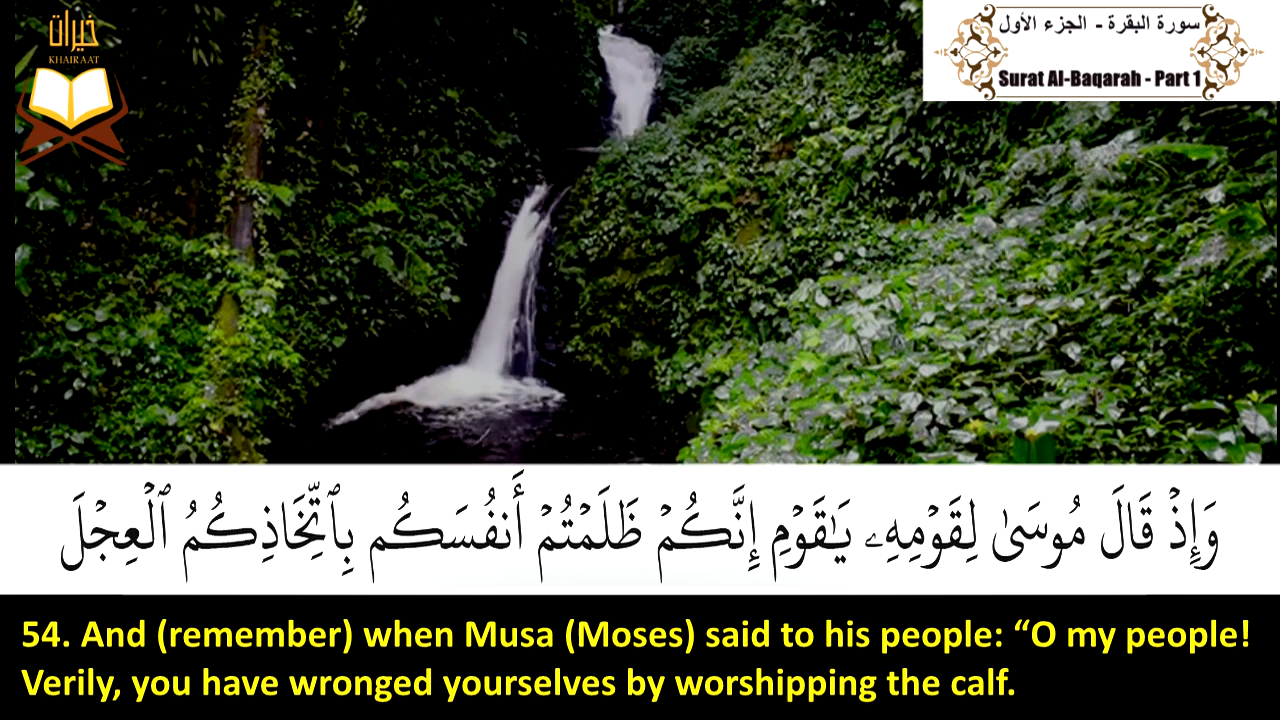 خيرات
KHAIRAAT
سورة البقرة - الجزء الأول
Surat Al-Baqarah - Part 1
وَإِذْ قَالَ مُوسَىٰ لِقَوْمِهِۦ يَـٰقَوْمِ إِنَّكُمْ ظَلَمْتُمْ أَنفُسَكُم بِٱتِّخَاذِكُمُ ٱلْعِجْلَ
54. And (remember) when Musa (Moses) said to his people: “O my people!
Verily, you have wronged yourselves by worshipping the calf.